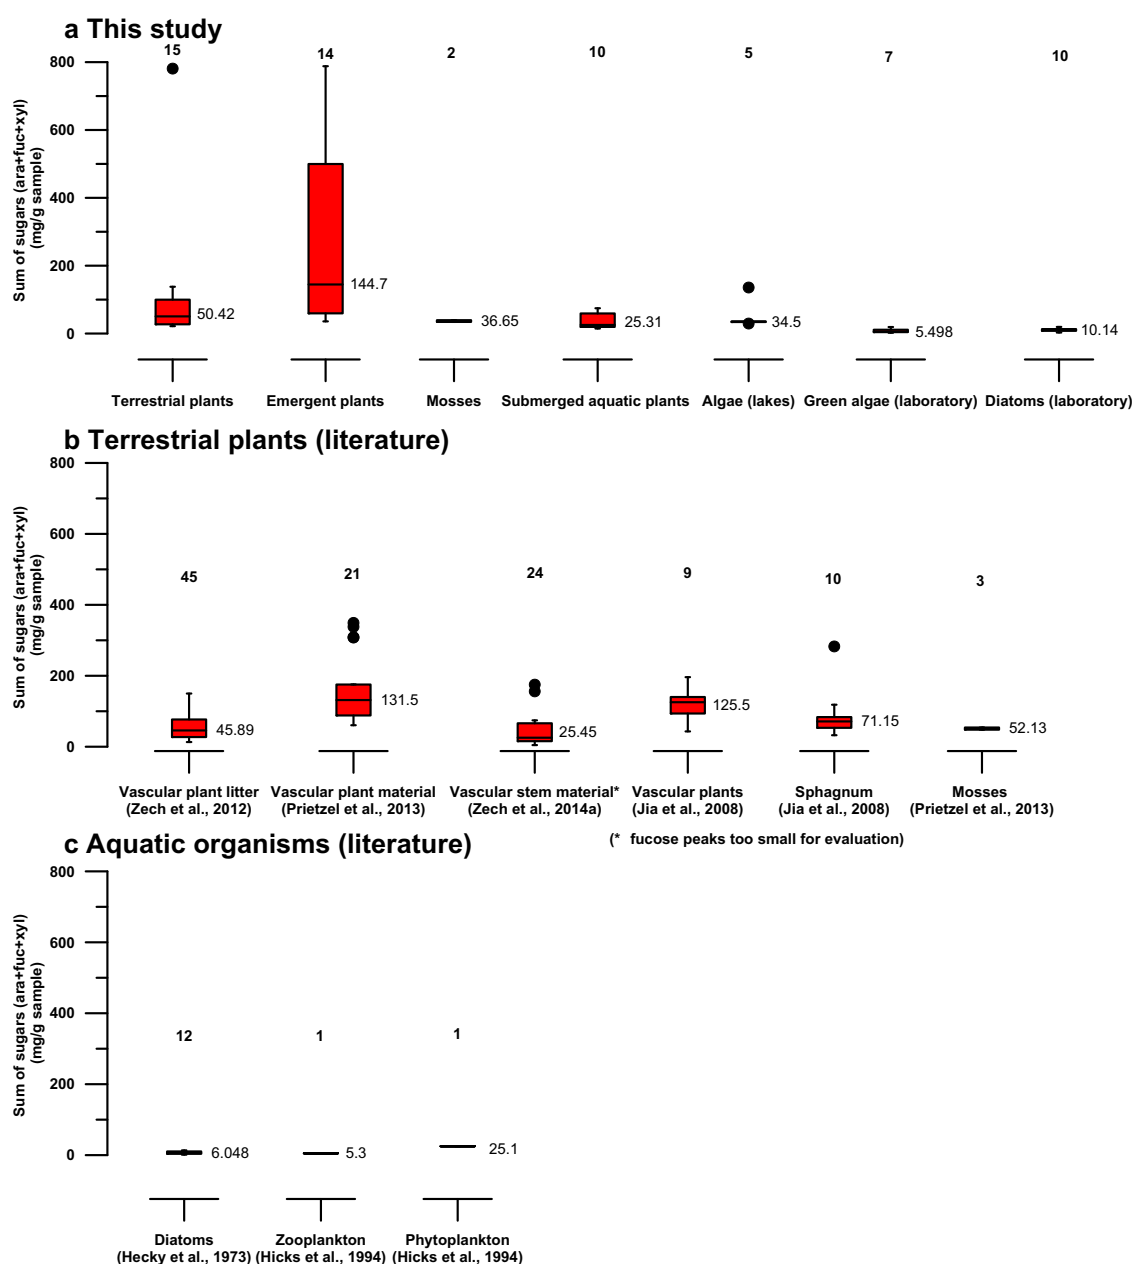 a This study
15
14
2
10
5
7
10
800
600
400
200
0
Sum of sugars (ara+fuc+xyl)
(mg/g sample)
50.42
144.7
36.65
25.31
34.5
5.498
10.14
Terrestrial plants
Emergent plants
Mosses
Submerged aquatic plants
Algae (lakes)
Green algae (laboratory)
Diatoms (laboratory)
b Terrestrial plants (literature)
800
600
400
200
0
Sum of sugars (ara+fuc+xyl)
(mg/g sample)
45
21
24
9
10
3
45.89
131.5
25.45
125.5
71.15
52.13
Vascular plant litter
(Zech et al., 2012)
Vascular plant material
(Prietzel et al., 2013)
Vascular stem material*
(Zech et al., 2014a)
Vascular plants
(Jia et al., 2008)
Sphagnum
(Jia et al., 2008)
Mosses
(Prietzel et al., 2013)
(* fucose peaks too small for evaluation)
c Aquatic organisms (literature)
800
600
400
200
0
Sum of sugars (ara+fuc+xyl)
(mg/g sample)
12
1
1
6.048
5.3
25.1
Diatoms
(Hecky et al., 1973)
Zooplankton
(Hicks et al., 1994)
Phytoplankton
(Hicks et al., 1994)